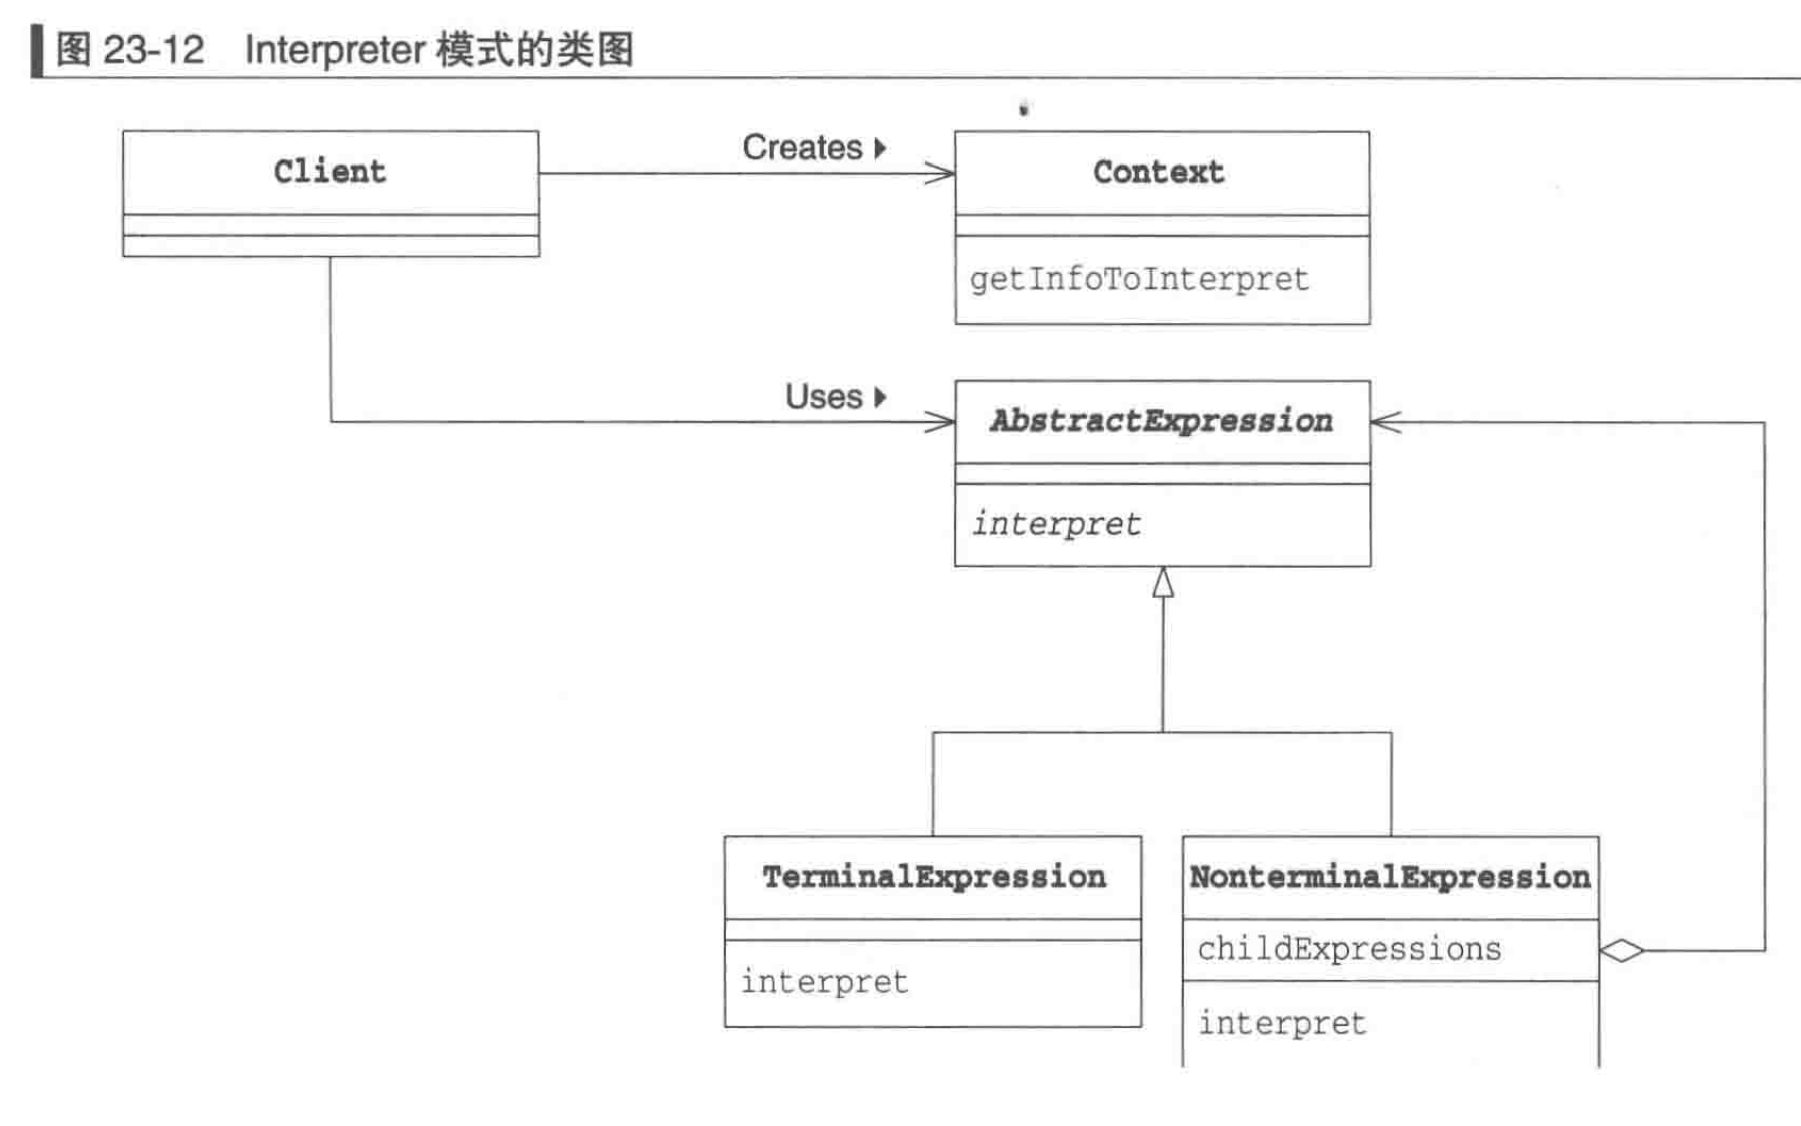 图 23-12 Interpreter 模式的类图
Client
Creates
Context
getInfoToInterpret
Uses
AbstractExpression
interpret
TerminalExpression
interpret
NonterminalExpression
childExpressions
interpret